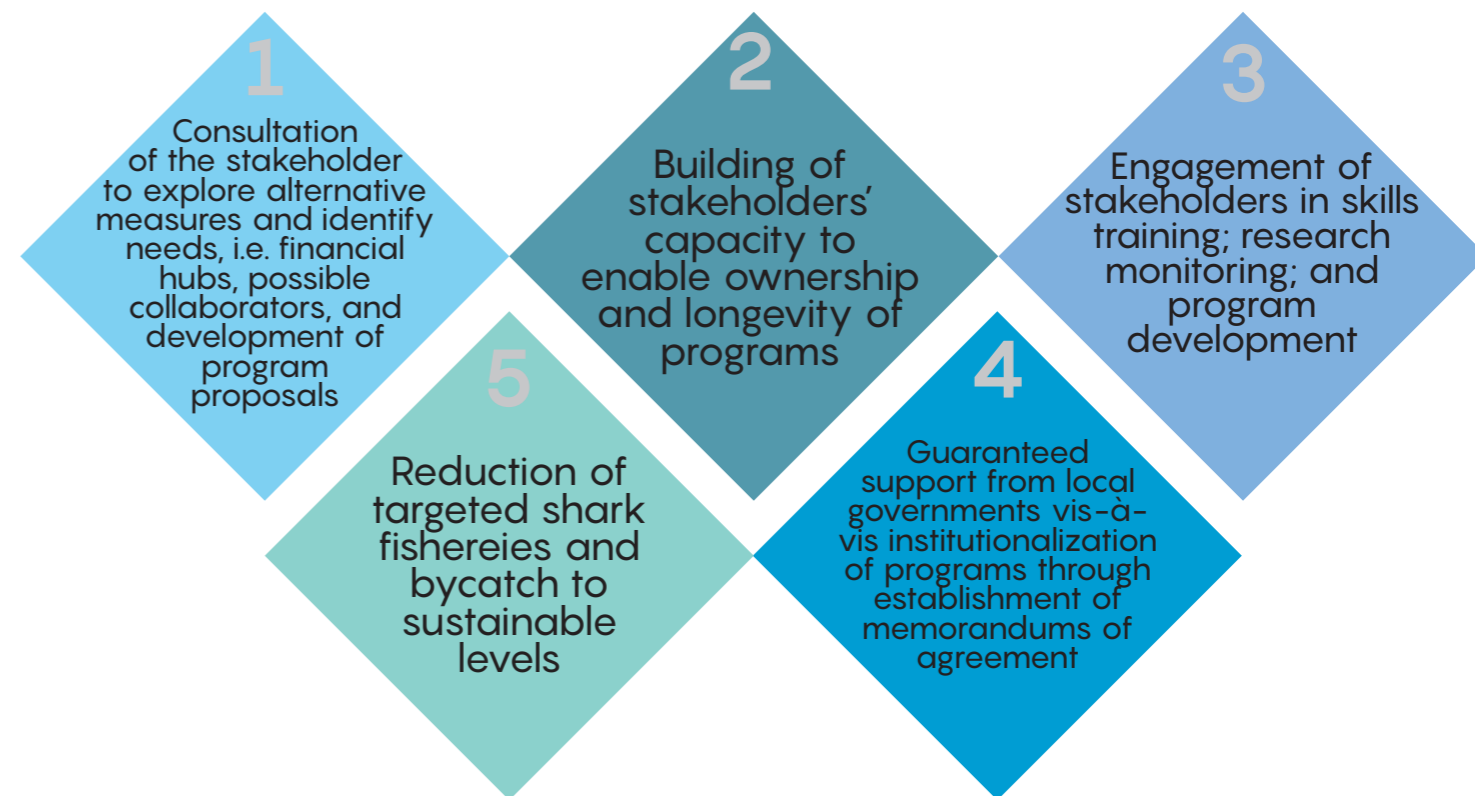 1
Consultation
of the stakeholder
to explore alternative
measures and identify
needs, i.e. financial
hubs, possible
collaborators, and
development of
program
proposals
2
Building of
stakeholders’
capacity to
enable ownership
and longevity of
programs
3
Engagement of
stakeholders in skills
training; research
monitoring; and
program
development
4
Guaranteed
support from local
governments vis-à-
vis institutionalization
of programs through
establishment of
memorandums of
agreement
5
Reduction of
targeted shark
fishereies and
bycatch to
sustainable
levels